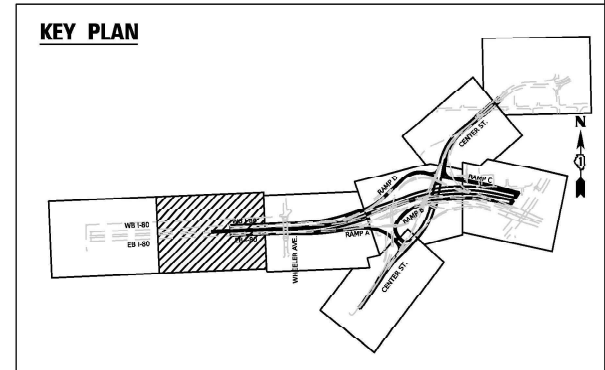 KEY PLAN
CENTER ST.
N
1
RAMP D
RAMP C
RAMP B
WB I-80
WB I-80
EB I-80
EB I-80
RAMP A
WHEELER AVE.
CENTER ST.